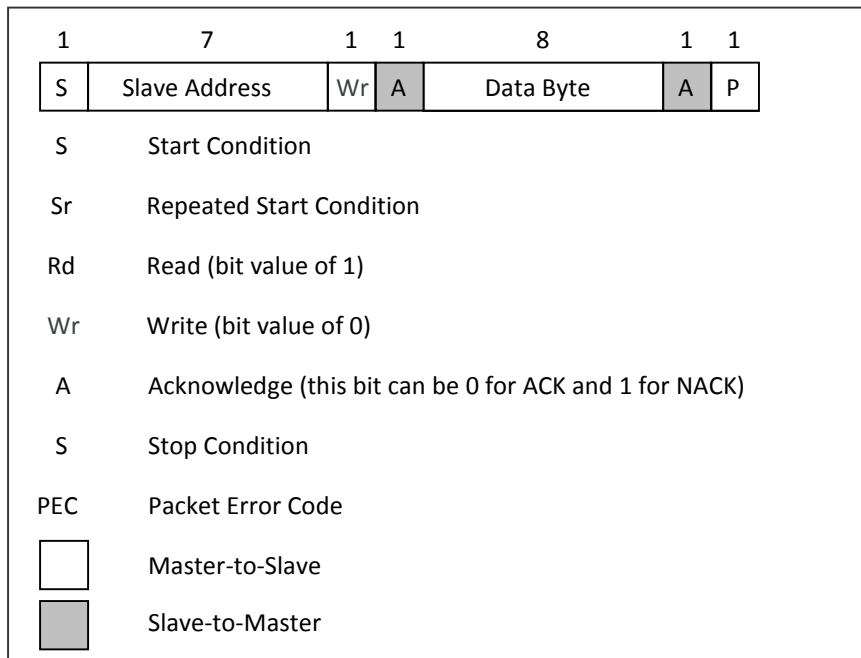 1 7 1 1 8 1 1
S Slave Address Wr A Data Byte A P
S Start Condition
Sr Repeated Start Condition
Rd Read (bit value of 1)
Wr Write (bit value of 0)
A Acknowledge (this bit can be 0 for ACK and 1 for NACK)
S Stop Condition
PEC Packet Error Code
Master-to-Slave
Slave-to-Master